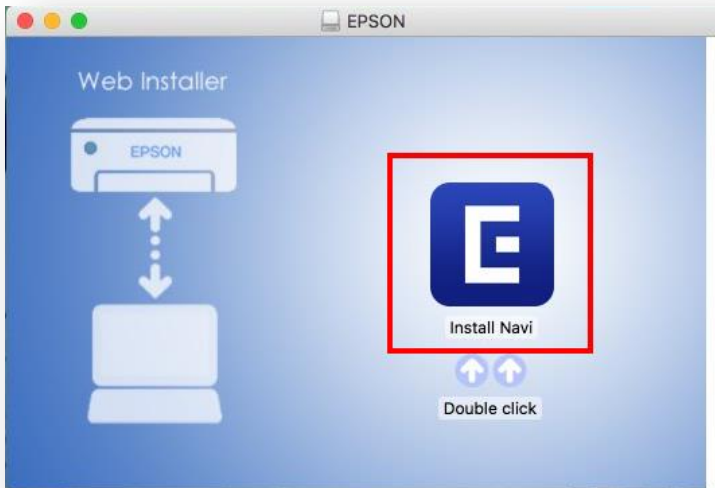 EPSON
Web Installer
EPSON
E
Install Navi
Double click